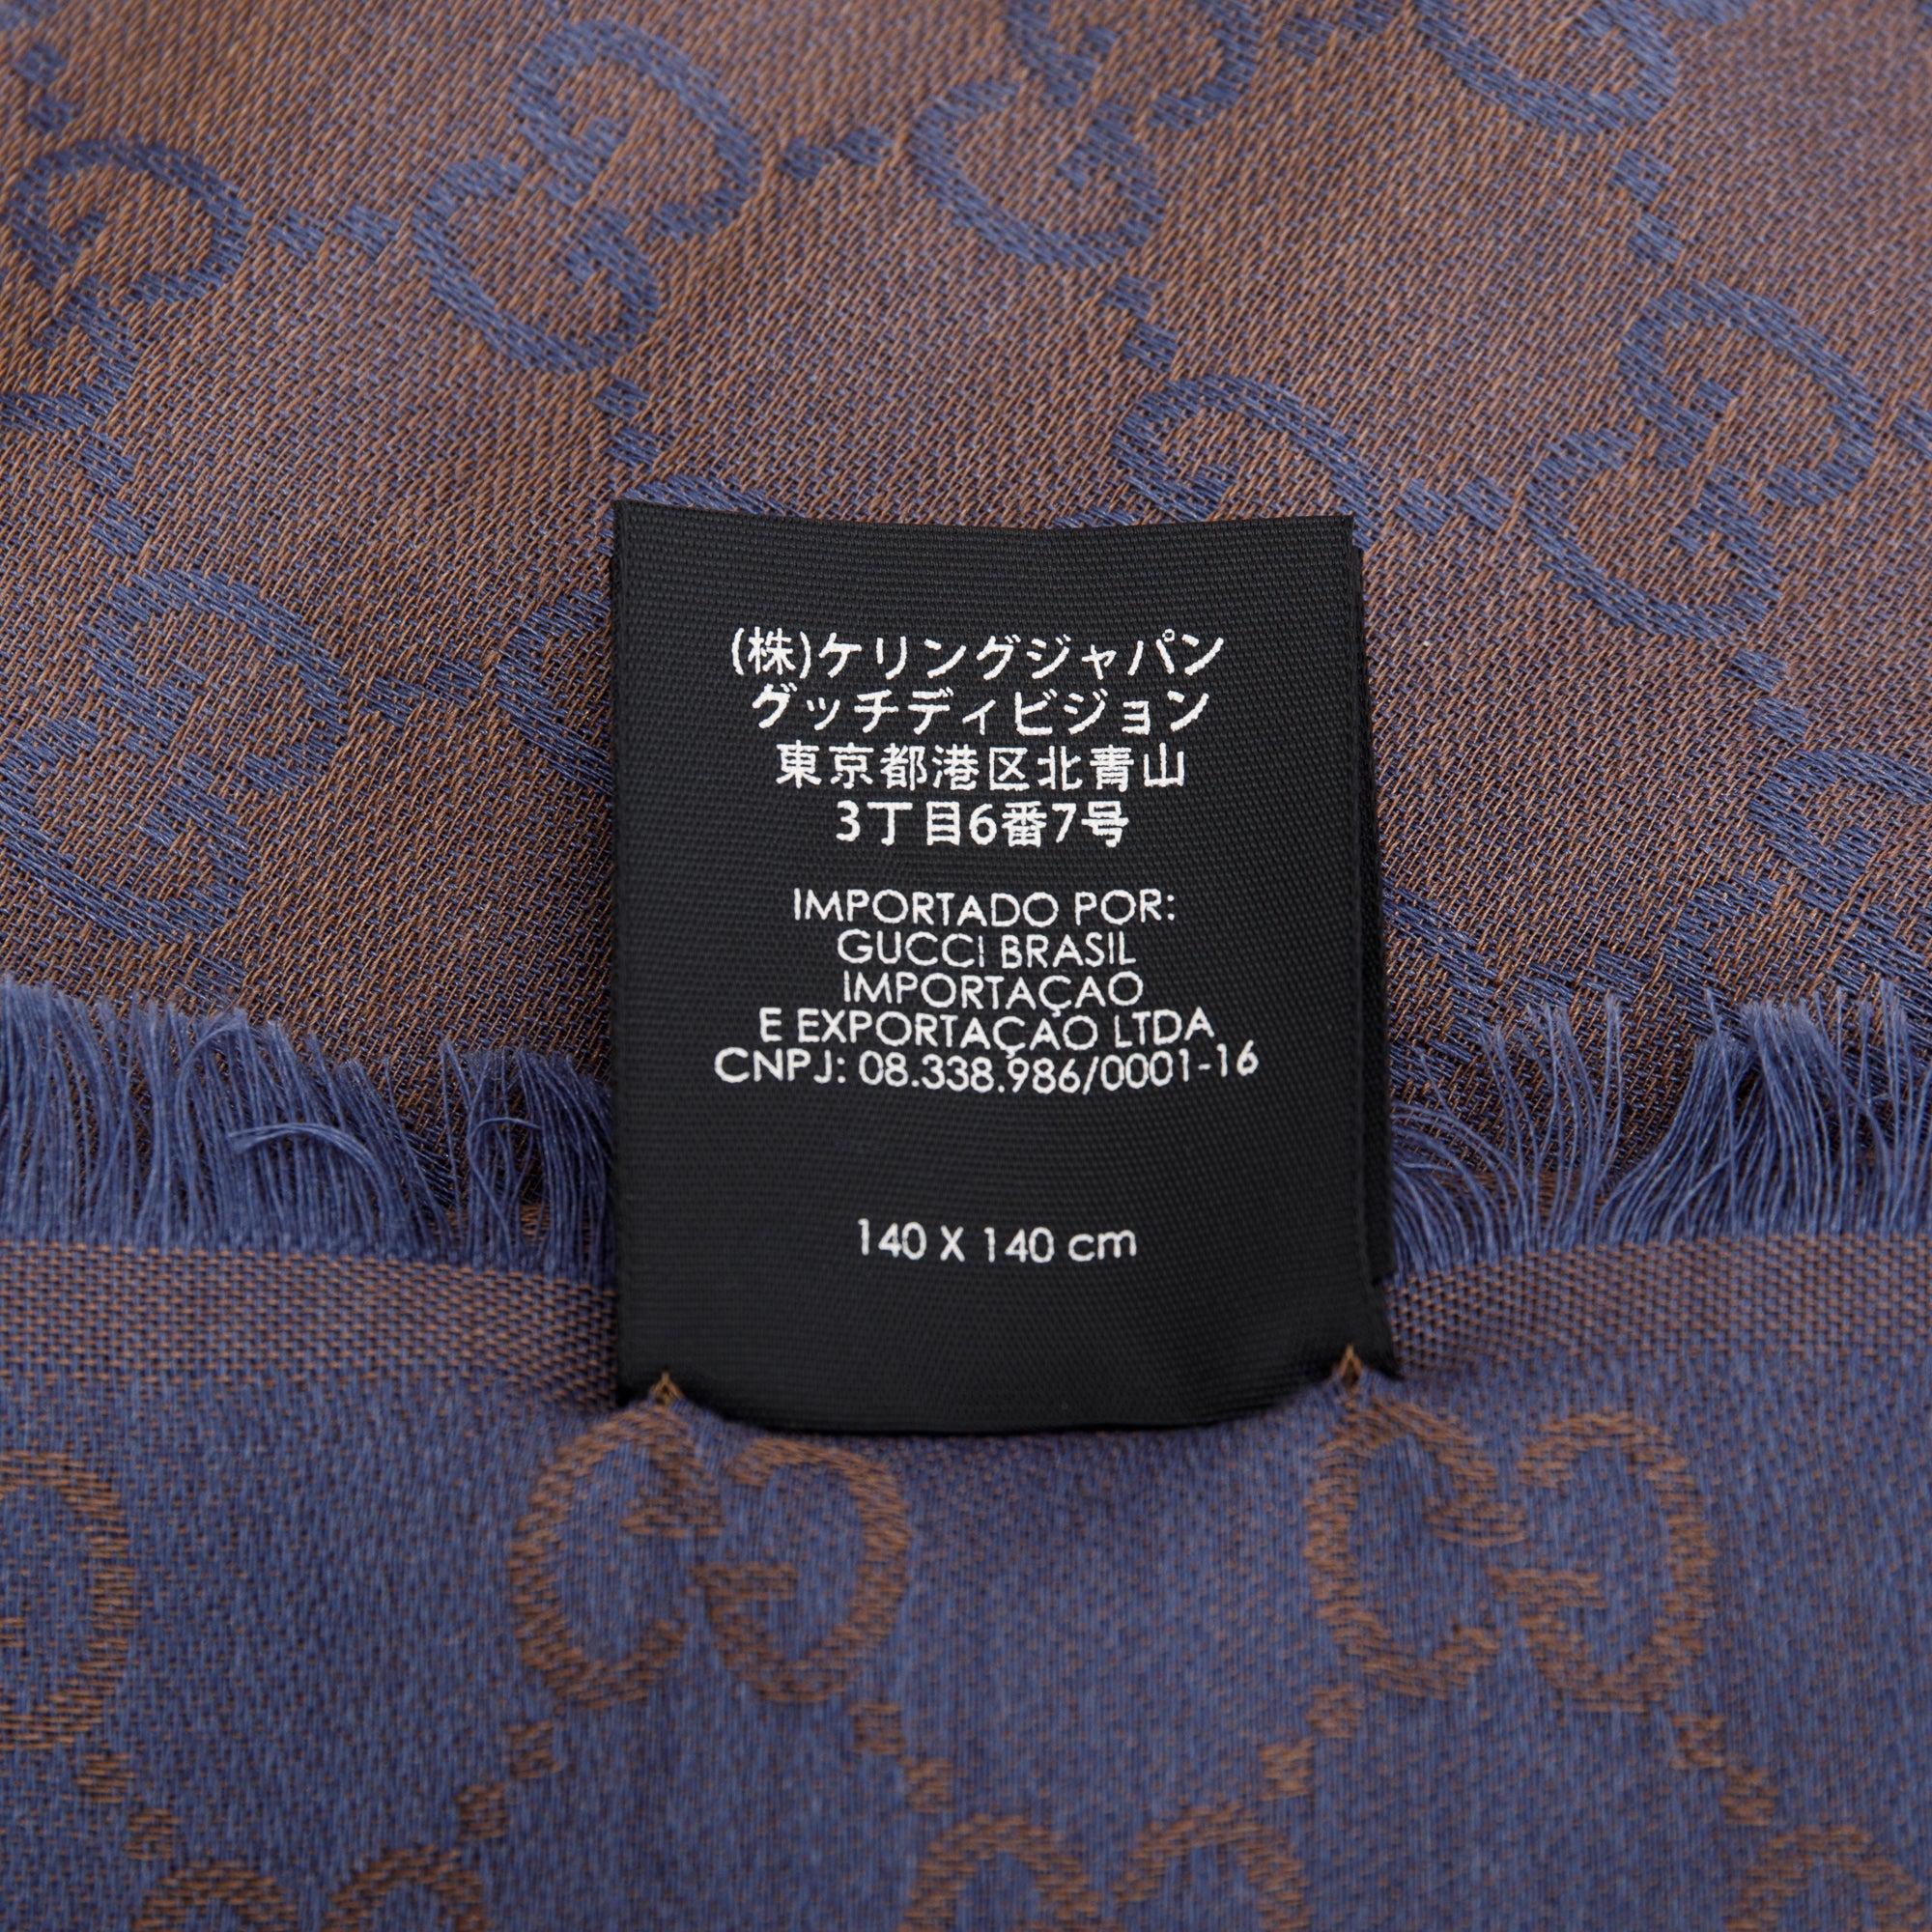 (株)ケリングジャパン
グッチディビジョン
東京都港区北青山
3丁目6番7号
IMPORTADO POR:
GUCCI BRASIL
IMPORTAÇAO
E EXPORTAÇAO LTDA
CNPJ: 08.338.986/0001-16
140 X 140 cm